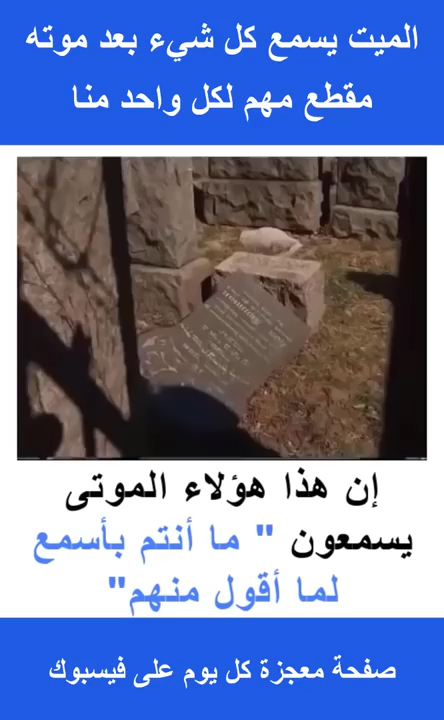 الميت يسمع كل شيء بعد موته
مقطع مهم لكل واحد منا
إن هذا هؤلاء الموتى
يسمعون " ما أنتم بأسمع
لما أقول منهم"
صفحة معجزة كل يوم على فيسبوك